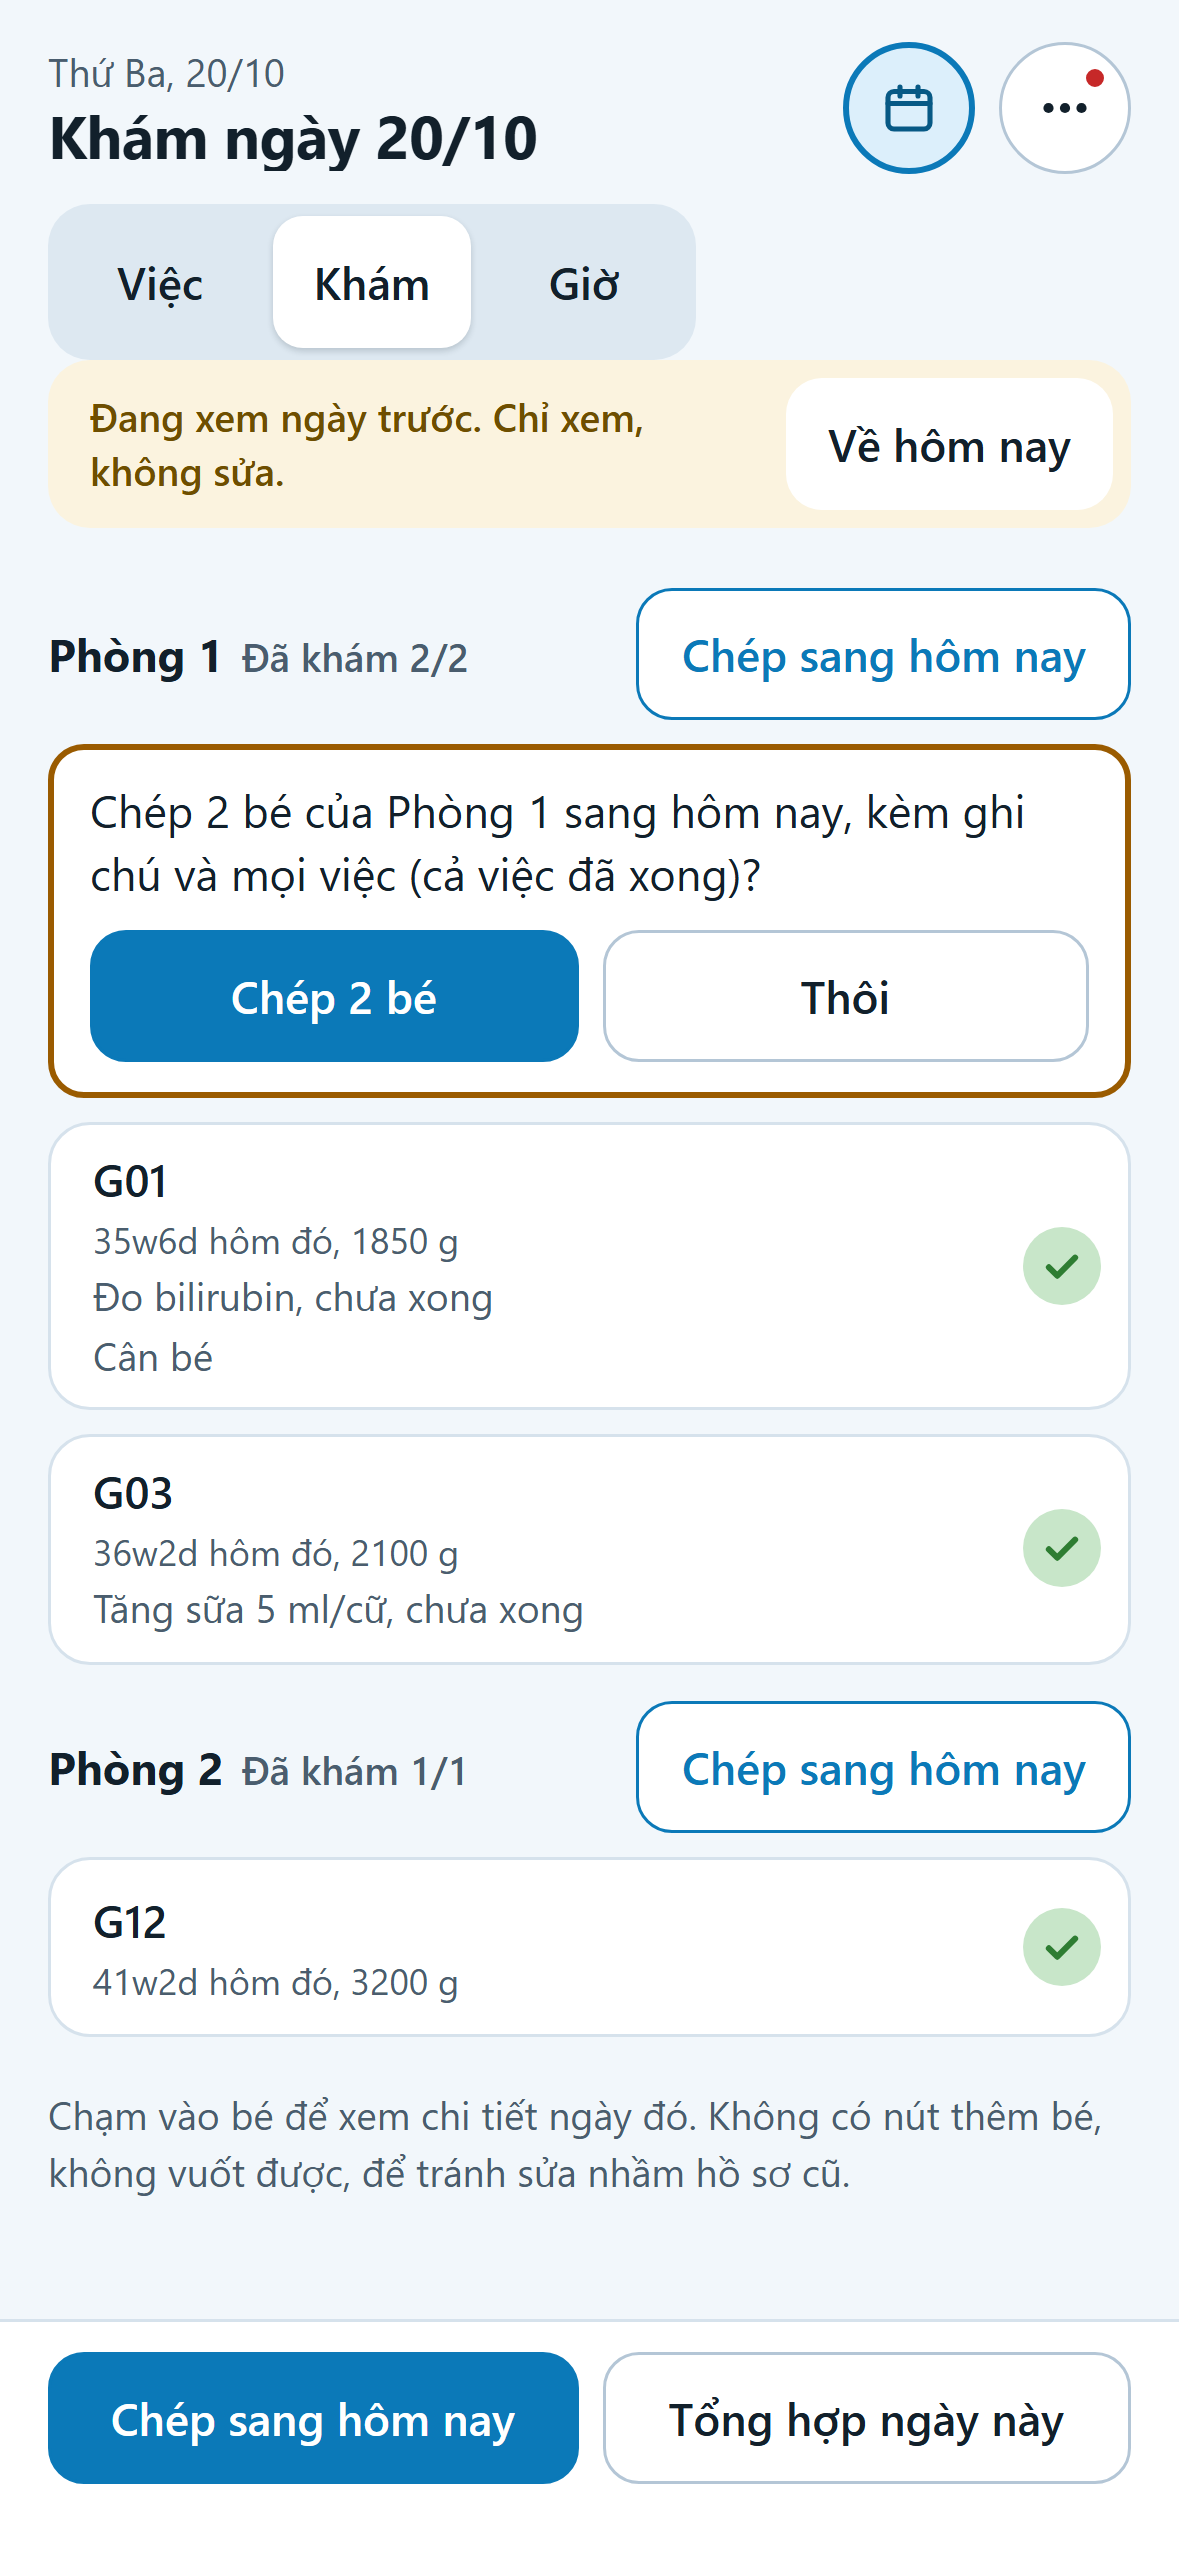 Thứ Ba, 20/10
Khám ngày 20/10
Việc
Khám
Giờ
Đang xem ngày trước. Chỉ xem,
không sửa.
Về hôm nay
Phòng 1 Đã khám 2/2
Chép sang hôm nay
Chép 2 bé của Phòng 1 sang hôm nay, kèm ghi
chú và mọi việc (cả việc đã xong)?
Chép 2 bé
Thôi
G01
35w6d hôm đó, 1850 g
Đo bilirubin, chưa xong
Cân bé
G03
36w2d hôm đó, 2100 g
Tăng sữa 5 ml/cữ, chưa xong
Phòng 2 Đã khám 1/1
Chép sang hôm nay
G12
41w2d hôm đó, 3200 g
Chạm vào bé để xem chi tiết ngày đó. Không có nút thêm bé,
không vuốt được, để tránh sửa nhầm hồ sơ cũ.
Chép sang hôm nay
Tổng hợp ngày này